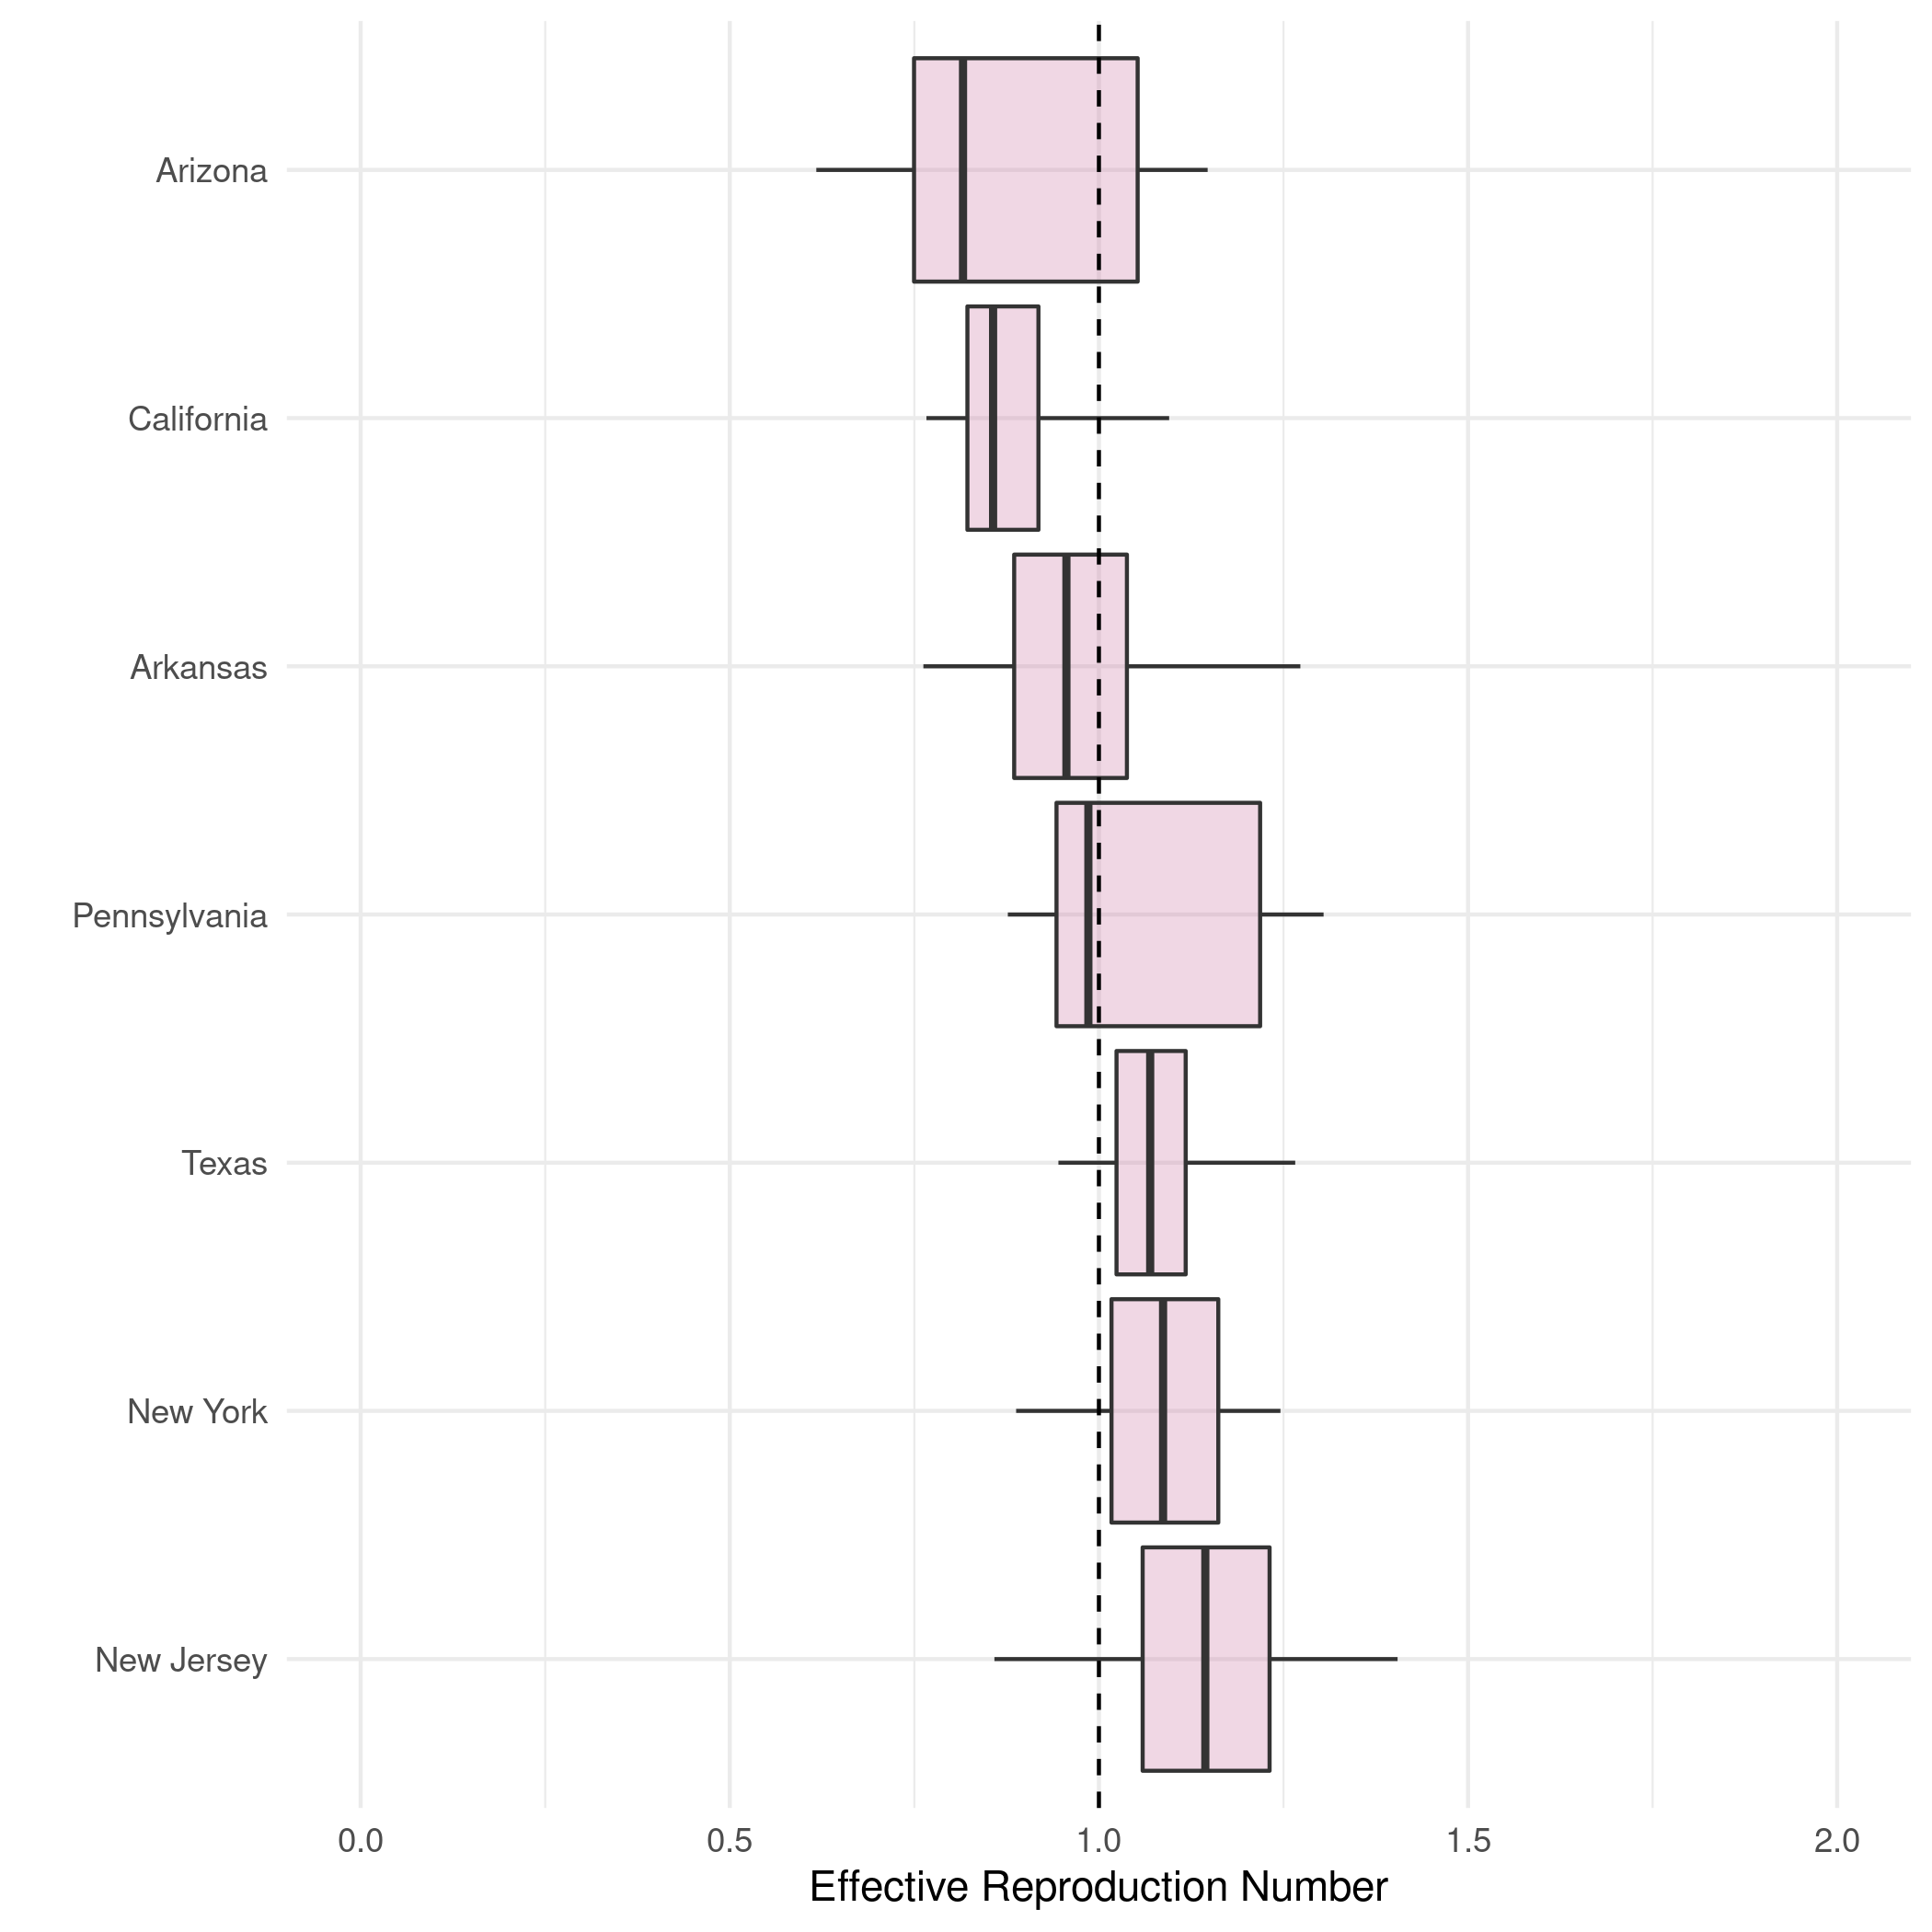 Arizona
California
Arkansas
Pennsylvania
Texas
New York
New Jersey
0.0 0.5 1.0 1.5 2.0
Effective Reproduction Number